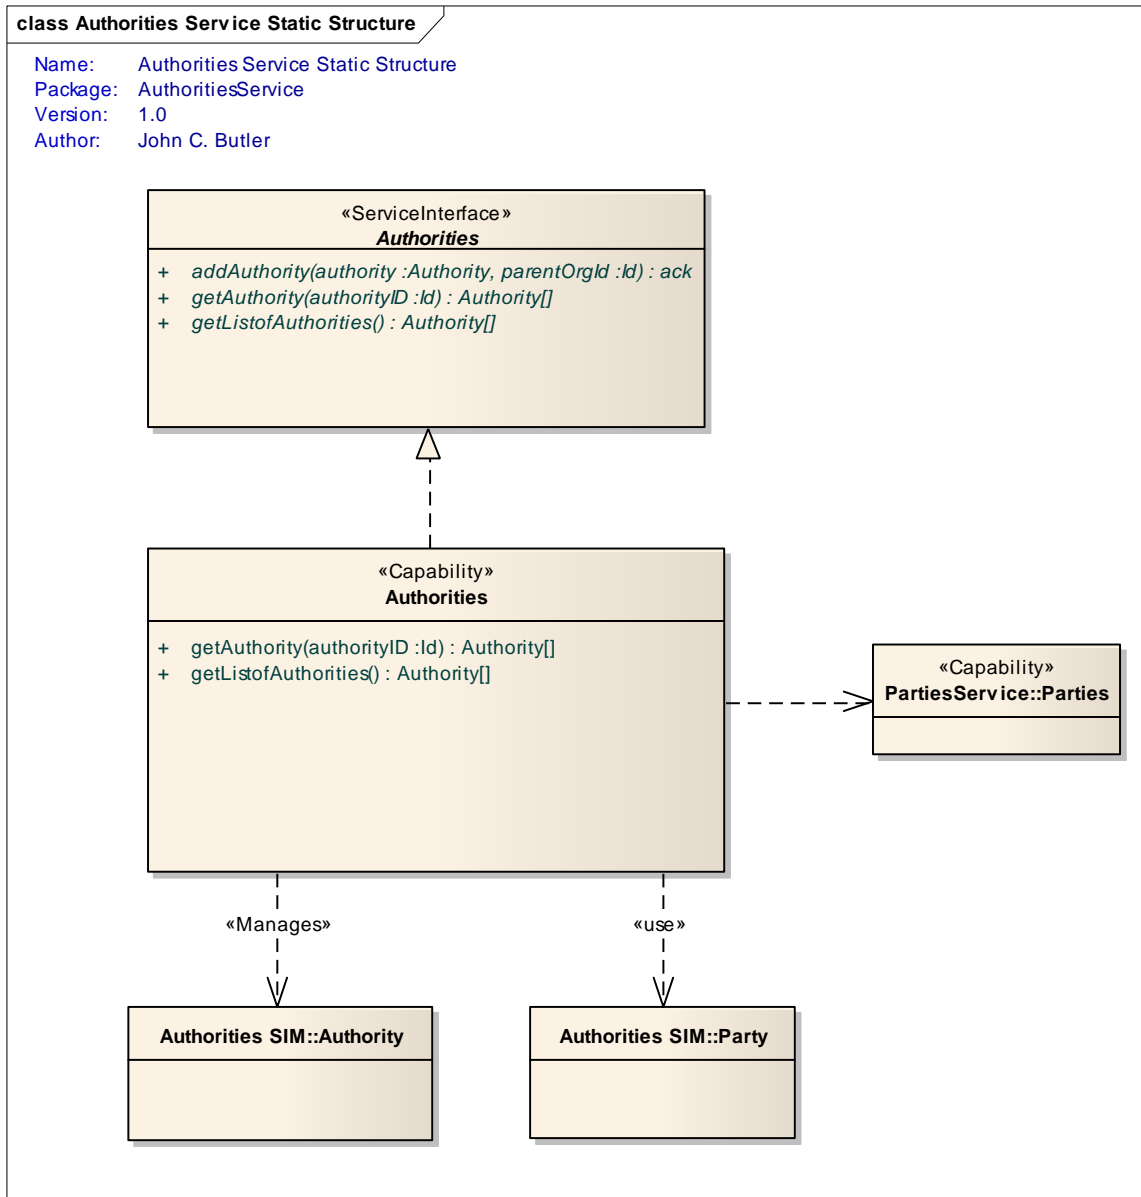 class Authorities Service Static Structure
Name: Authorities Service Static Structure
Package: AuthoritiesService
Version: 1.0
Author: John C. Butler
«ServiceInterface»
Authorities
+ addAuthority(authority :Authority, parentOrgId :Id) : ack
+ getAuthority(authorityID :Id) : Authority[]
+ getListofAuthorities() : Authority[]
«Capability»
Authorities
+ getAuthority(authorityID :Id) : Authority[]
+ getListofAuthorities() : Authority[]
«Capability»
PartiesService::Parties
«Manages»
«use»
Authorities SIM::Authority
Authorities SIM::Party